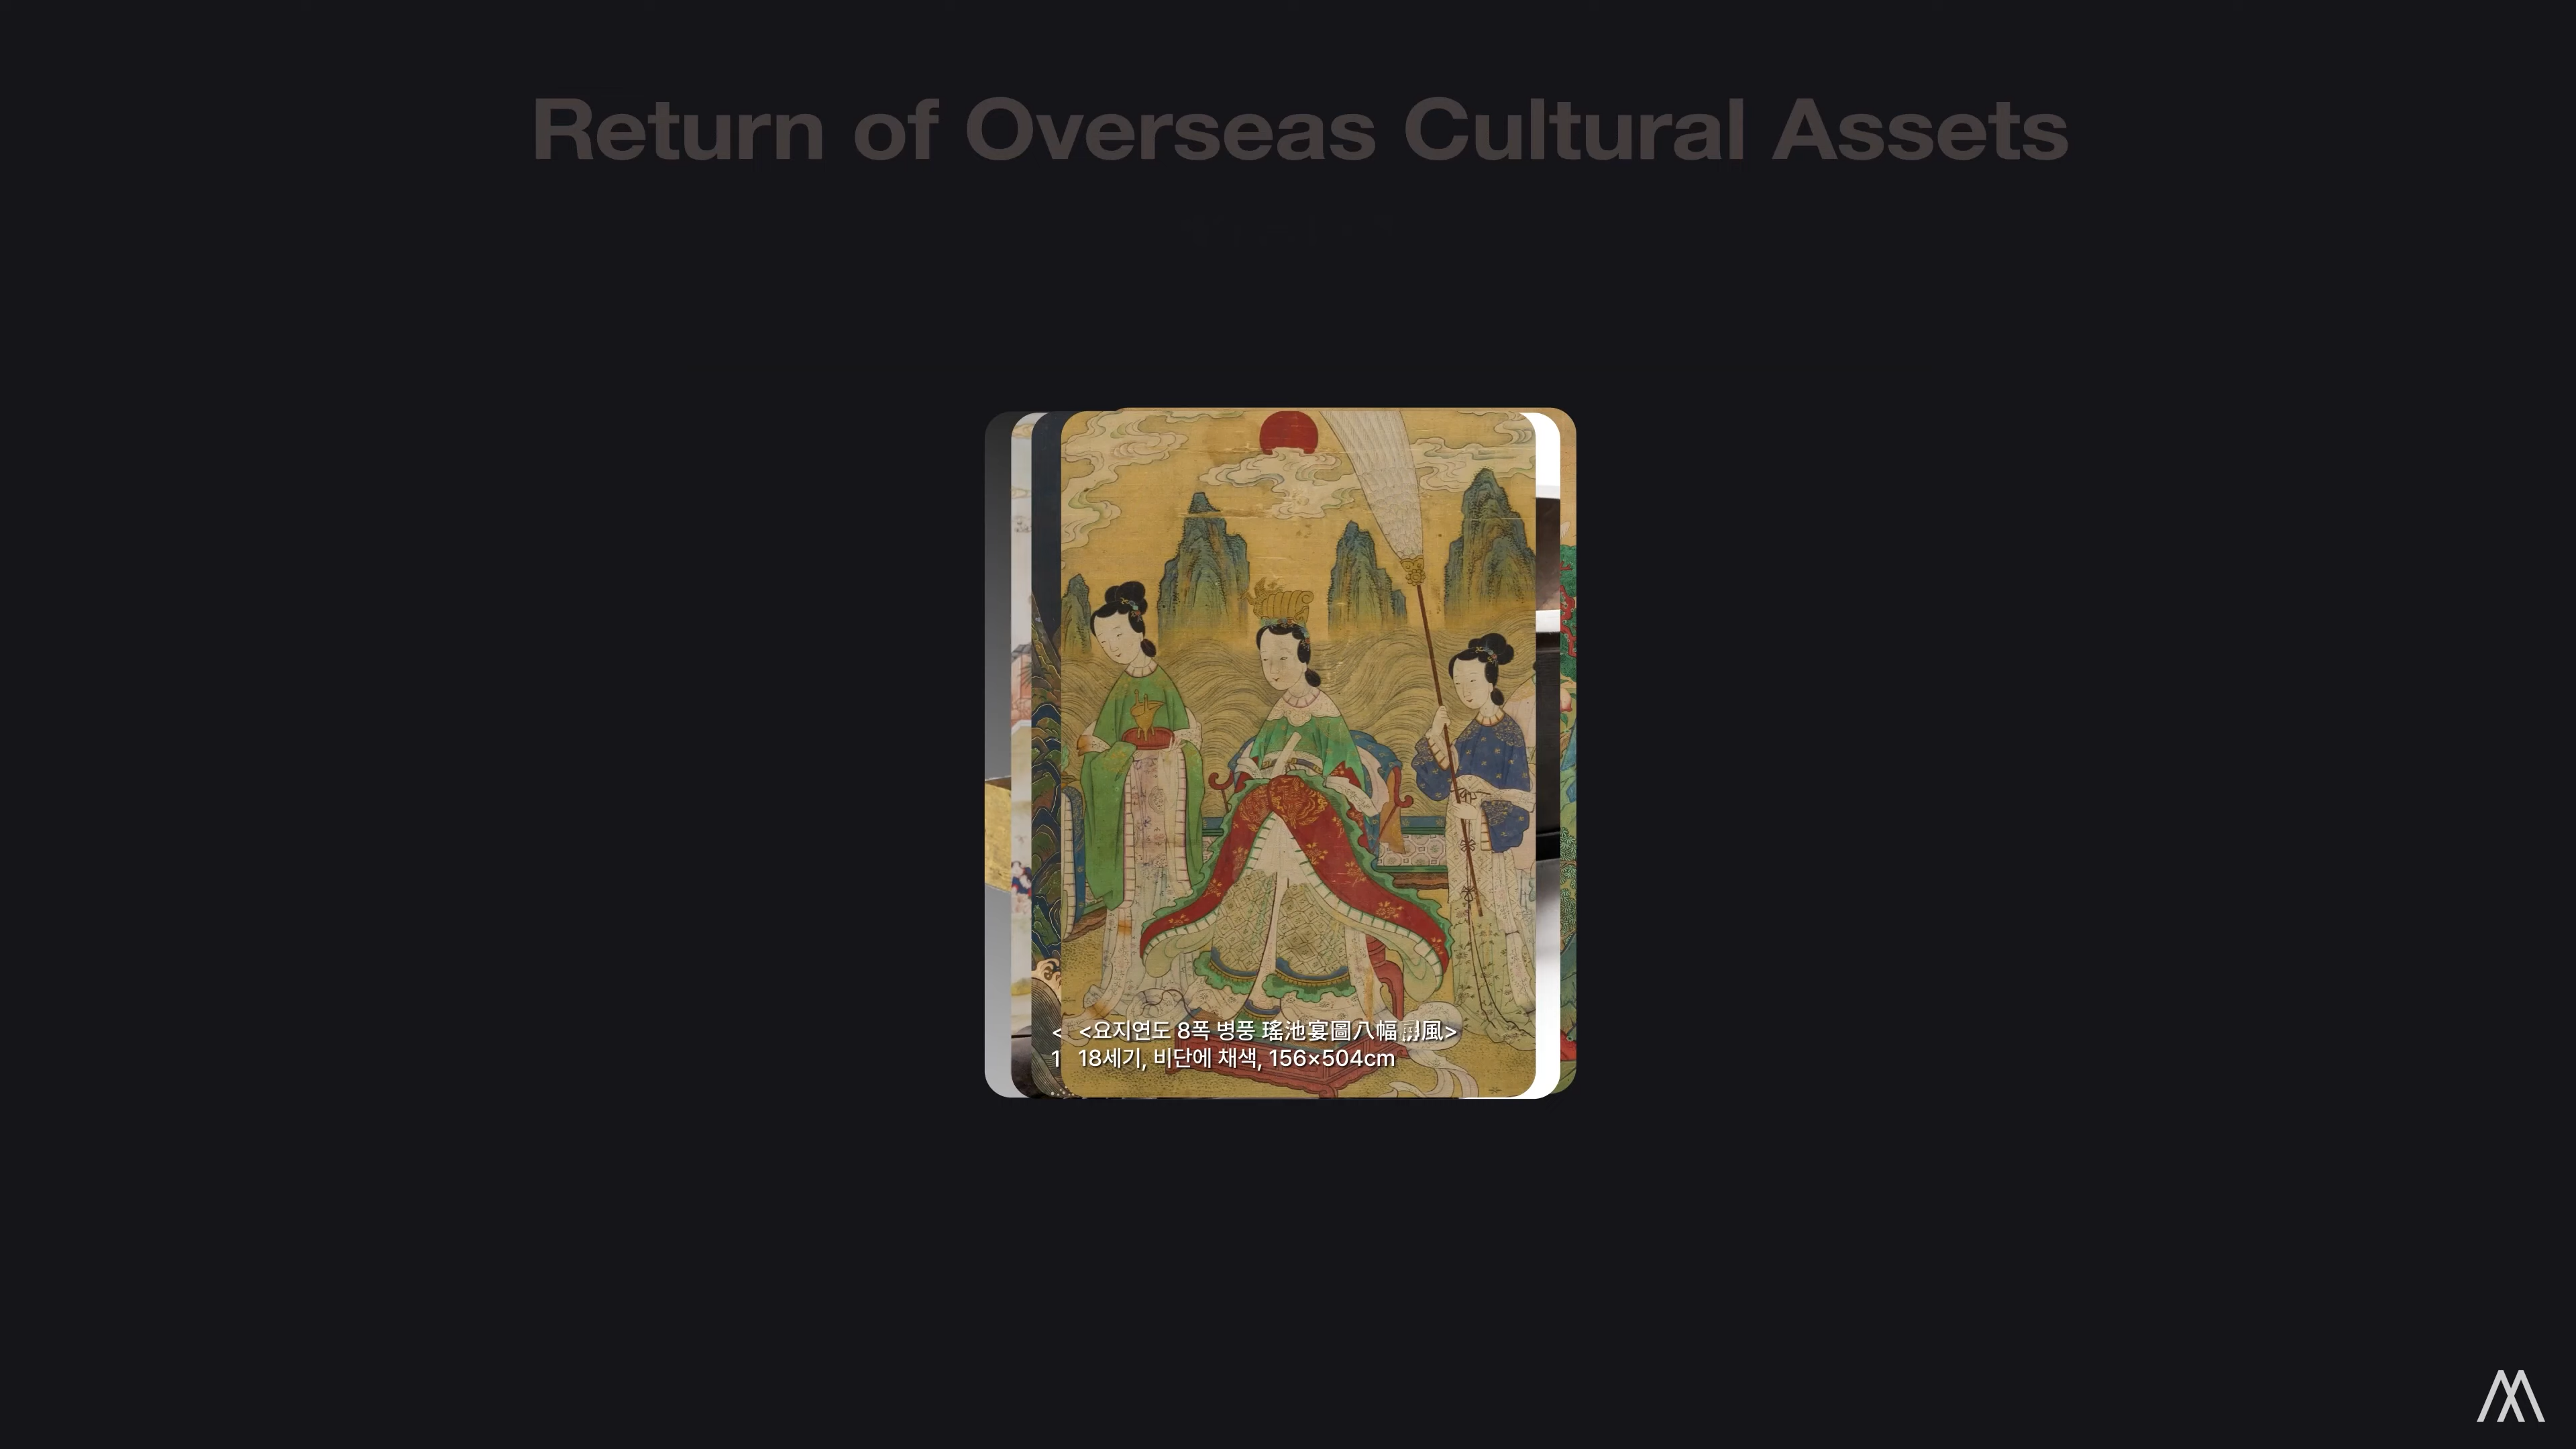 Return of Overseas Cultural Assets
< <요지연도 8폭 병풍 瑤池宴圖八幅 風>
1 18세기, 비단에 채색, 156×504cm